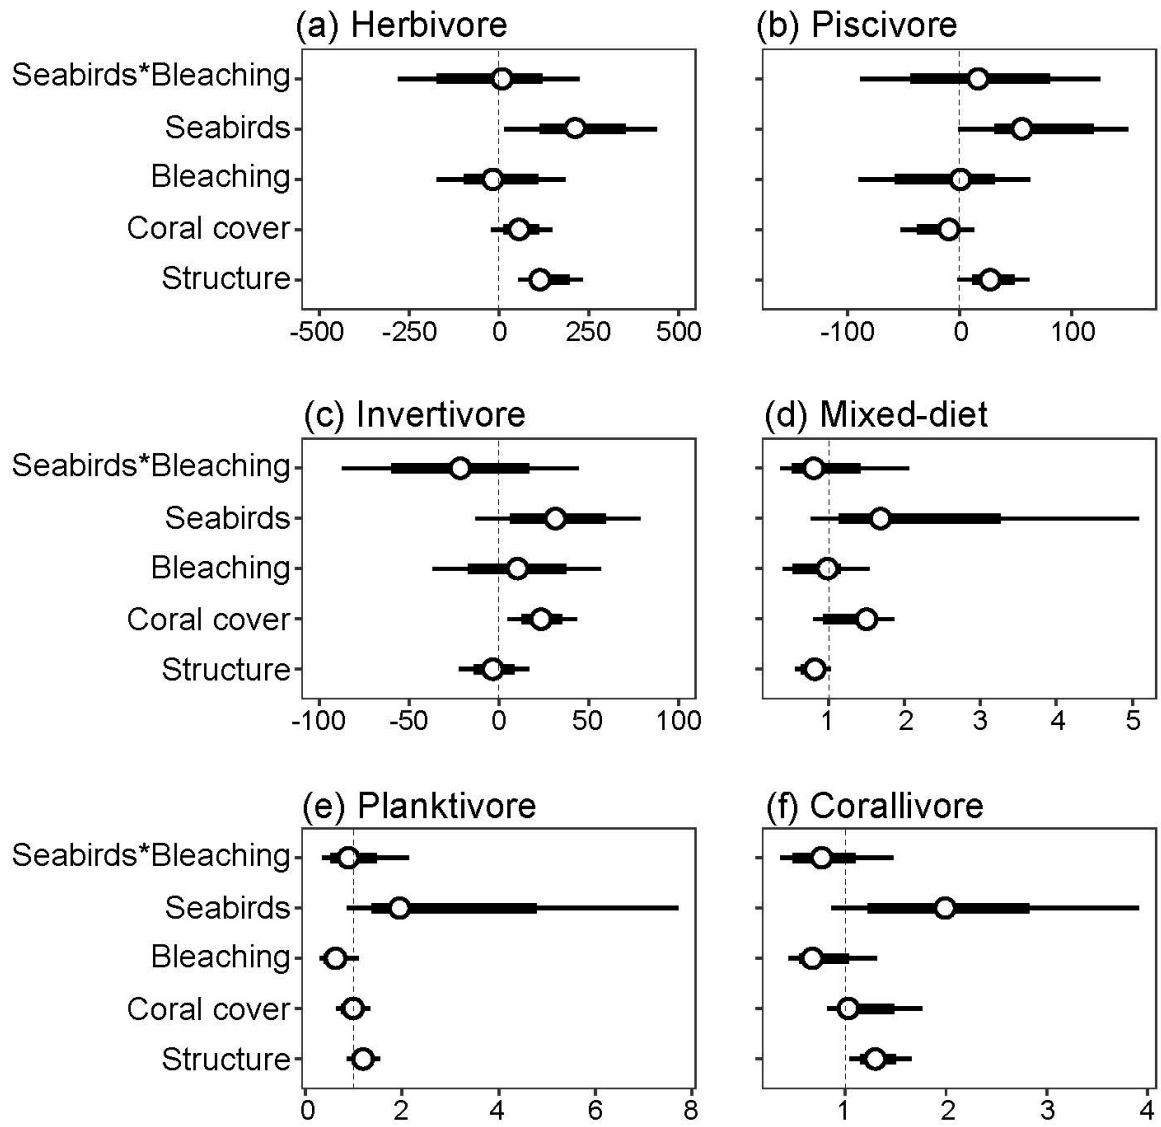 (a) Herbivore
(b) Piscivore
Seabirds*Bleaching
Seabirds
Bleaching
Coral cover
Structure
-500 -250 0 250 500
-100 0 100
(c) Invertivore
(d) Mixed-diet
Seabirds*Bleaching
Seabirds
Bleaching
Coral cover
Structure
-100 -50 0 50 100
1 2 3 4 5
(e) Planktivore
(f) Corallivore
Seabirds*Bleaching
Seabirds
Bleaching
Coral cover
Structure
0 2 4 6 8
1 2 3 4